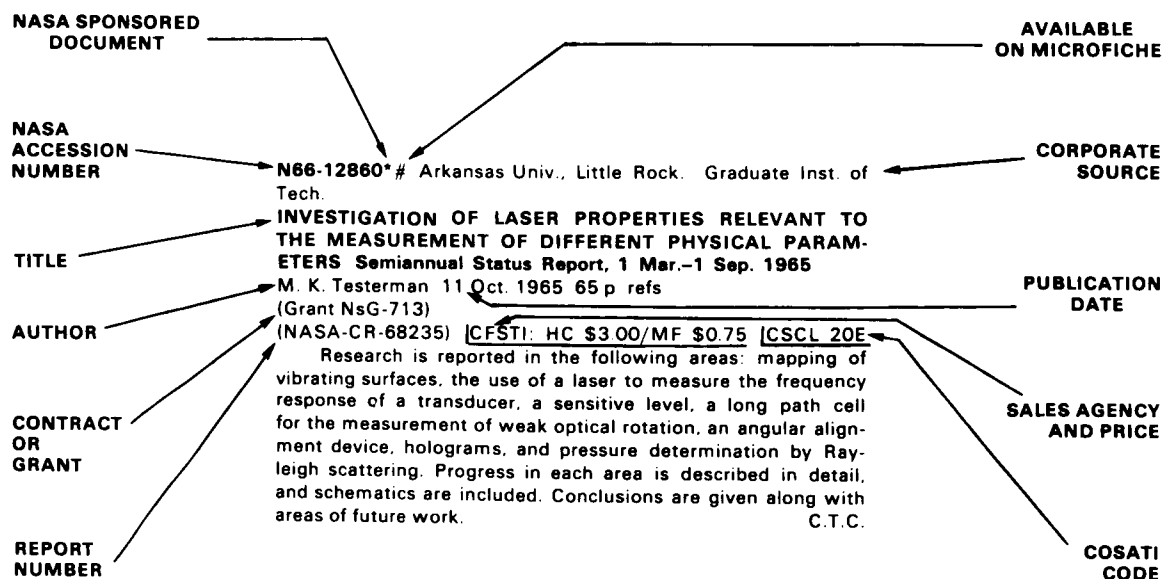 NASA SPONSORED
DOCUMENT
AVAILABLE
ON MICROFICHE
NASA
ACCESSION
NUMBER
CORPORATE
SOURCE
N66-12860*# Arkansas Univ., Little Rock. Graduate Inst. of
Tech.
INVESTIGATION OF LASER PROPERTIES RELEVANT TO
THE MEASUREMENT OF DIFFERENT PHYSICAL PARAM-
ETERS Semiannual Status Report, 1 Mar.–1 Sep. 1965
TITLE
M. K. Testerman 11 Oct. 1965 65 p refs
PUBLICATION
DATE
(Grant NsG-713)
AUTHOR
(NASA-CR-68235) CFSTI: HC $3.00/MF $0.75 CSCL 20E
Research is reported in the following areas: mapping of
vibrating surfaces, the use of a laser to measure the frequency
response of a transducer, a sensitive level, a long path cell
for the measurement of weak optical rotation, an angular align-
ment device, holograms, and pressure determination by Ray-
leigh scattering. Progress in each area is described in detail,
and schematics are included. Conclusions are given along with
areas of future work. C.T.C.
CONTRACT
OR
GRANT
SALES AGENCY
AND PRICE
REPORT
NUMBER
COSATI
CODE